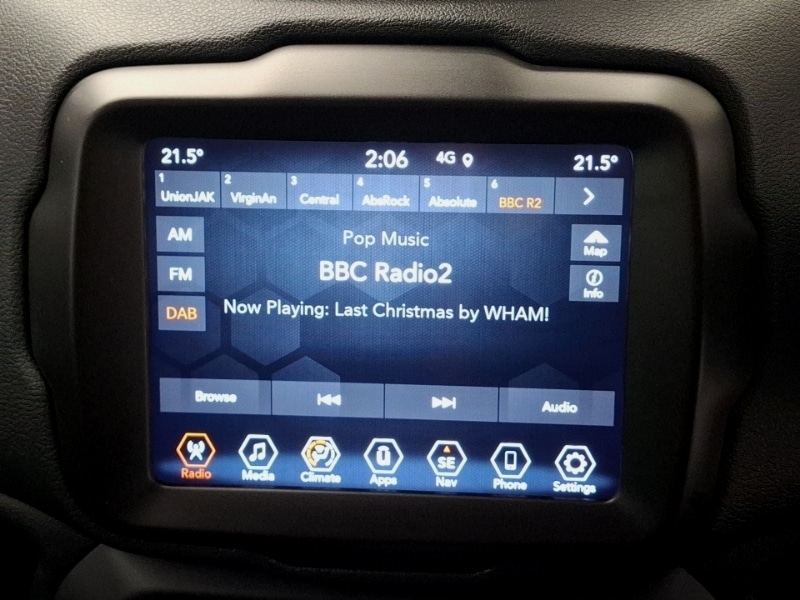 21.5° 2:06 4G 21.5°
1 2 3 4 5 6
UnionJAK VirginAn Central AbsRock Absolute BBC R2
AM
Pop Music
Map
FM
BBC Radio2
Info
DAB
Now Playing: Last Christmas by WHAM!
Browse Audio
SE
Radio Media Climate Apps Nav Phone Settings